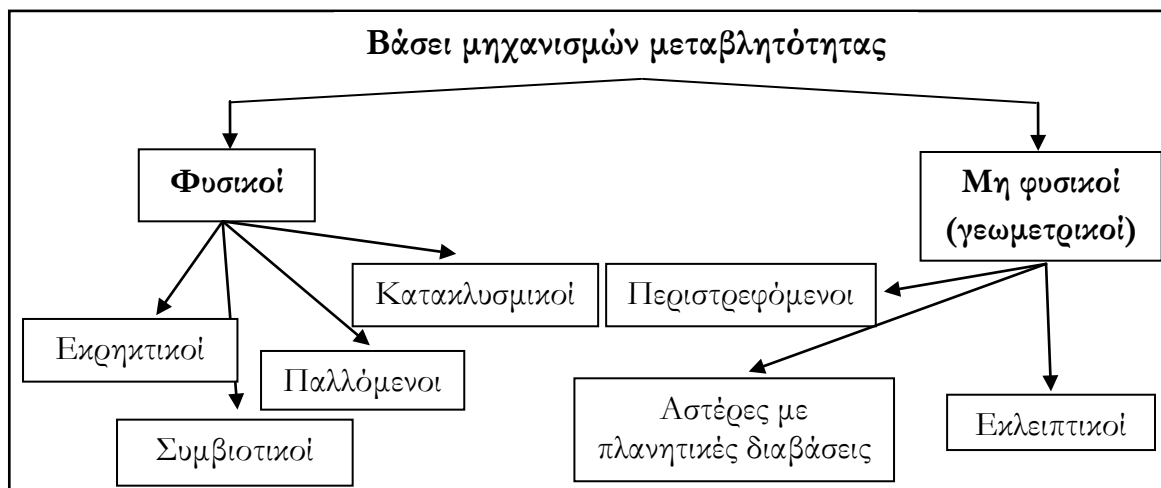 Βάσει μηχανισμών μεταβλητότητας
Φυσικοί
Μη φυσικοί
(γεωμετρικοί)
Κατακλυσμικοί
Περιστρεφόμενοι
Εκρηκτικοί
Παλλόμενοι
Αστέρες με
πλανητικές διαβάσεις
Εκλειπτικοί
Συμβιοτικοί